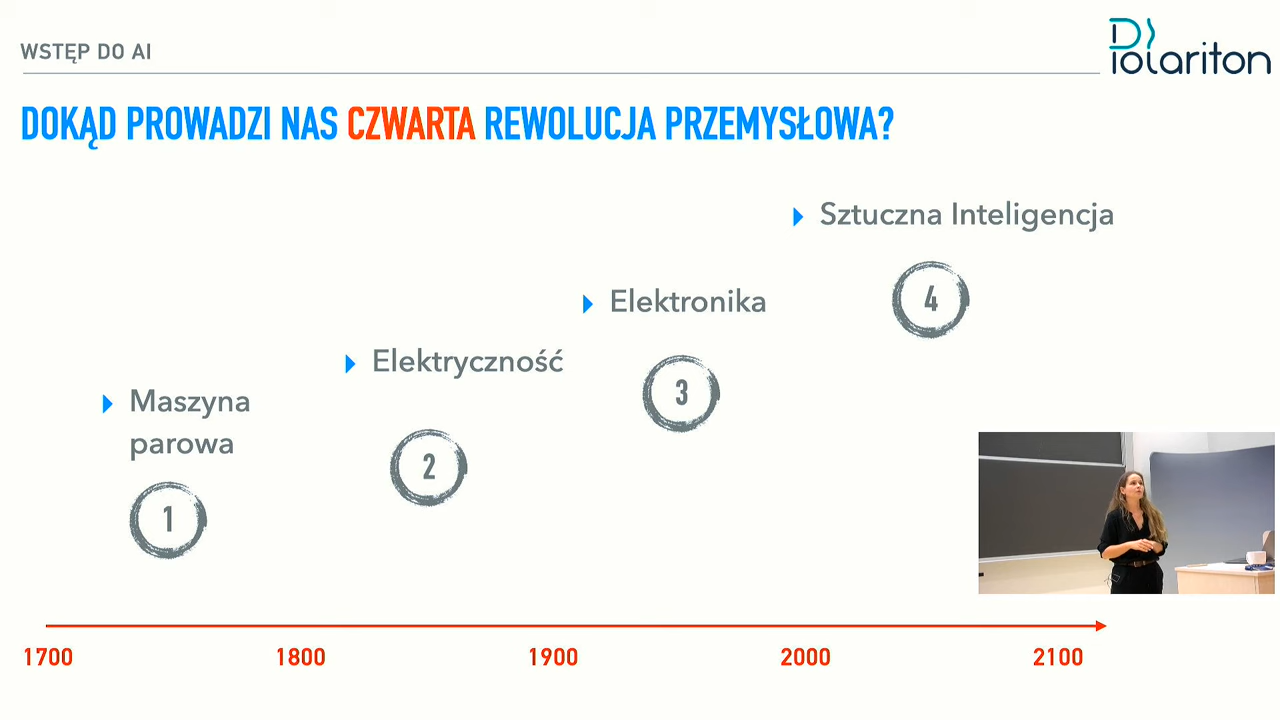 WSTĘP DO AI
Diolariton
DOKĄD PROWADZI NAS CZWARTA REWOLUCJA PRZEMYSŁOWA?
Sztuczna Inteligencja
4
Elektronika
3
Elektryczność
2
Maszyna
parowa
1
1700 1800 1900 2000 2100